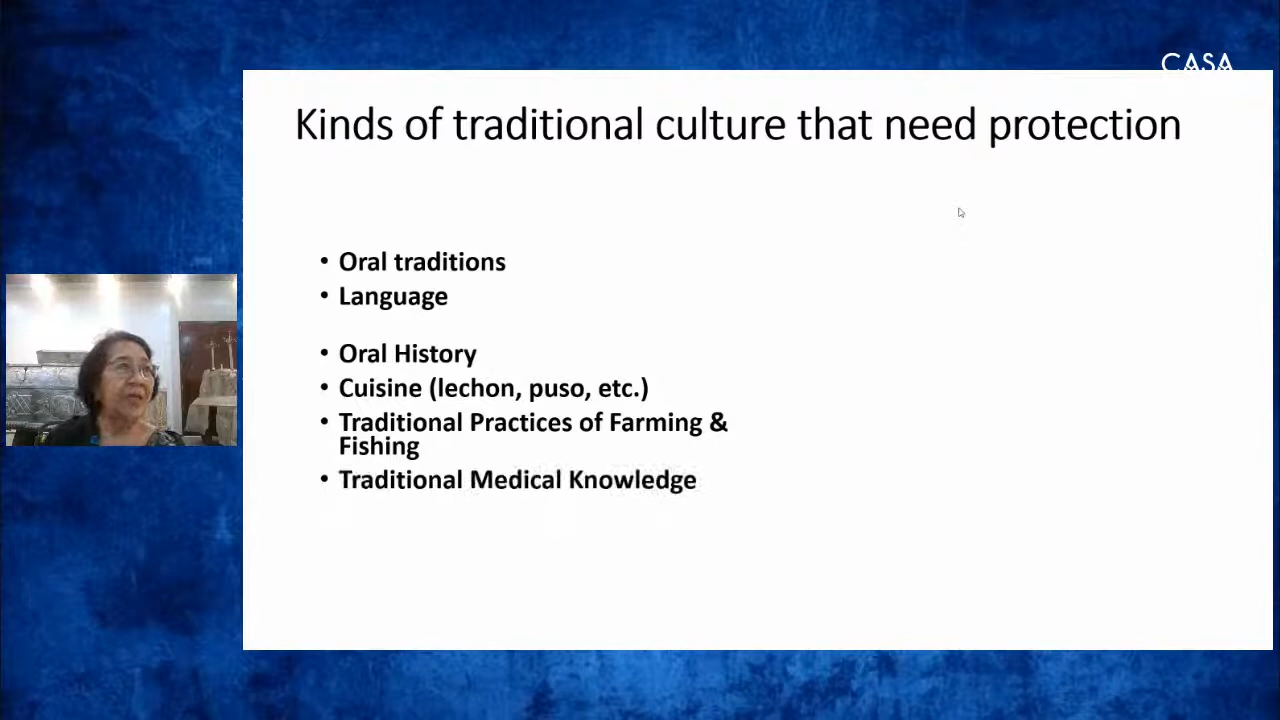 CASA
Kinds of traditional culture that need protection
• Oral traditions
• Language
• Oral History
• Cuisine (lechon, puso, etc.)
• Traditional Practices of Farming &
Fishing
• Traditional Medical Knowledge